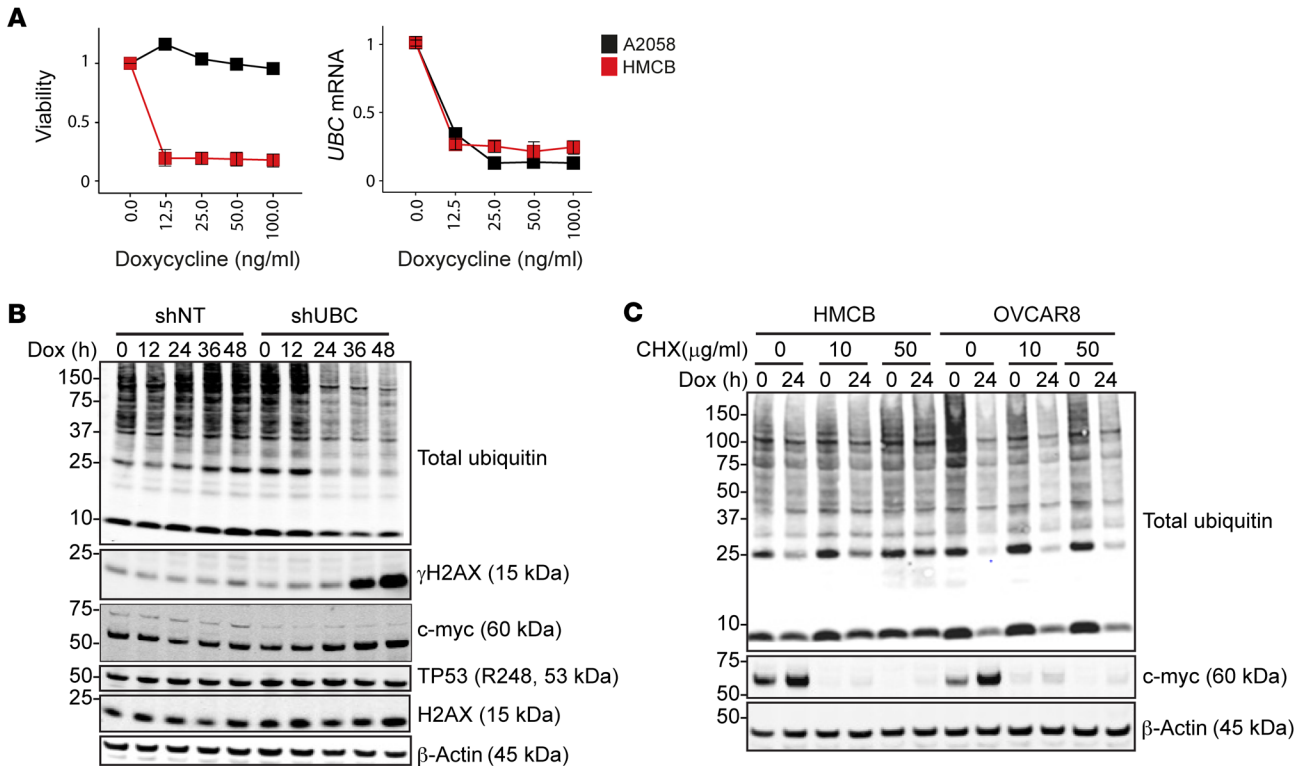 A
Viability
1
0.5
0
0.0
12.5
25.0
50.0
100.0
Doxycycline (ng/ml)
UBC mRNA
1
0.5
0
0.0
12.5
25.0
50.0
100.0
Doxycycline (ng/ml)
A2058
HMCB
B
shNT shUBC
Dox (h) 0 12 24 36 48 0 12 24 36 48
150
75
37
25
10
Total ubiquitin
25
γH2AX (15 kDa)
75
50
c-myc (60 kDa)
50
TP53 (R248, 53 kDa)
25
H2AX (15 kDa)
β-Actin (45 kDa)
C
HMCB OVCAR8
CHX(μg/ml) 0 10 50 0 10 50
Dox (h) 0 24 0 24 0 24 0 24 0 24 0 24
150
100
75
50
37
25
10
Total ubiquitin
75
50
c-myc (60 kDa)
50
β-Actin (45 kDa)